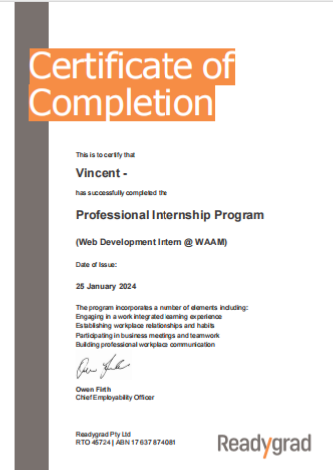 Certificate of
Completion
This is to certify that
Vincent -
has successfully completed the
Professional Internship Program
(Web Development Intern @ WAAM)
Date of Issue:
25 January 2024
The program incorporates a number of elements including:
Engaging in a work integrated learning experience
Establishing workplace relationships and habits
Participating in business meetings and teamwork
Building professional workplace communication
Owen Firth
Chief Employability Officer
Readygrad Pty Ltd
RTO 45724 | ABN 17 637 874 081
Readygrad